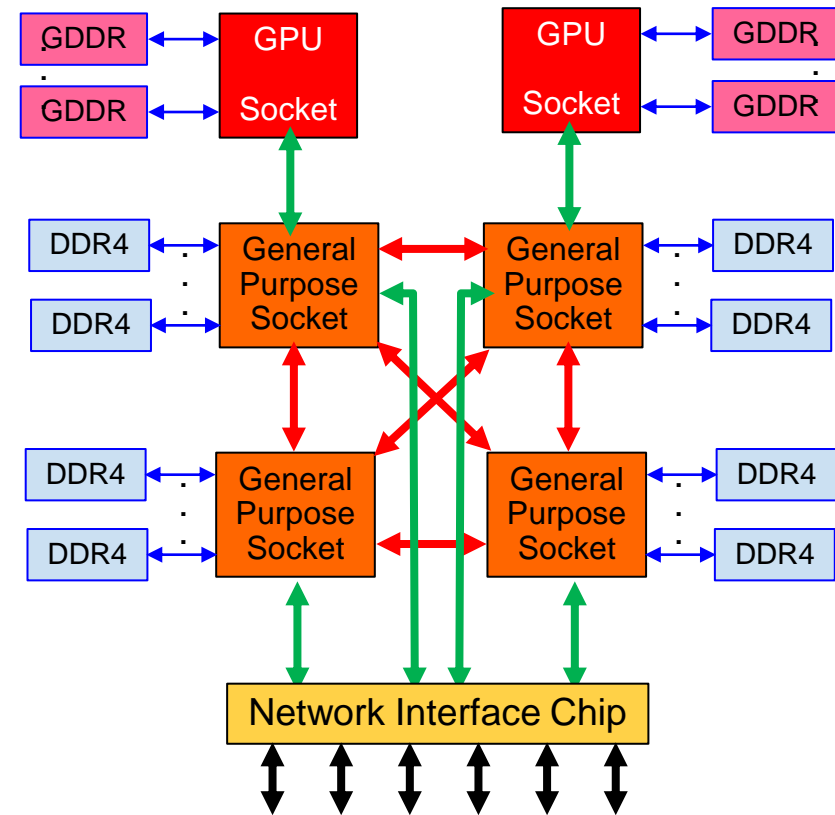 GDDR
GPU
GPU
GDDR
GDDR
Socket
Socket
GDDR
DDR4
General
Purpose
Socket
General
Purpose
Socket
DDR4
DDR4
DDR4
DDR4
General
Purpose
Socket
General
Purpose
Socket
DDR4
DDR4
DDR4
Network Interface Chip